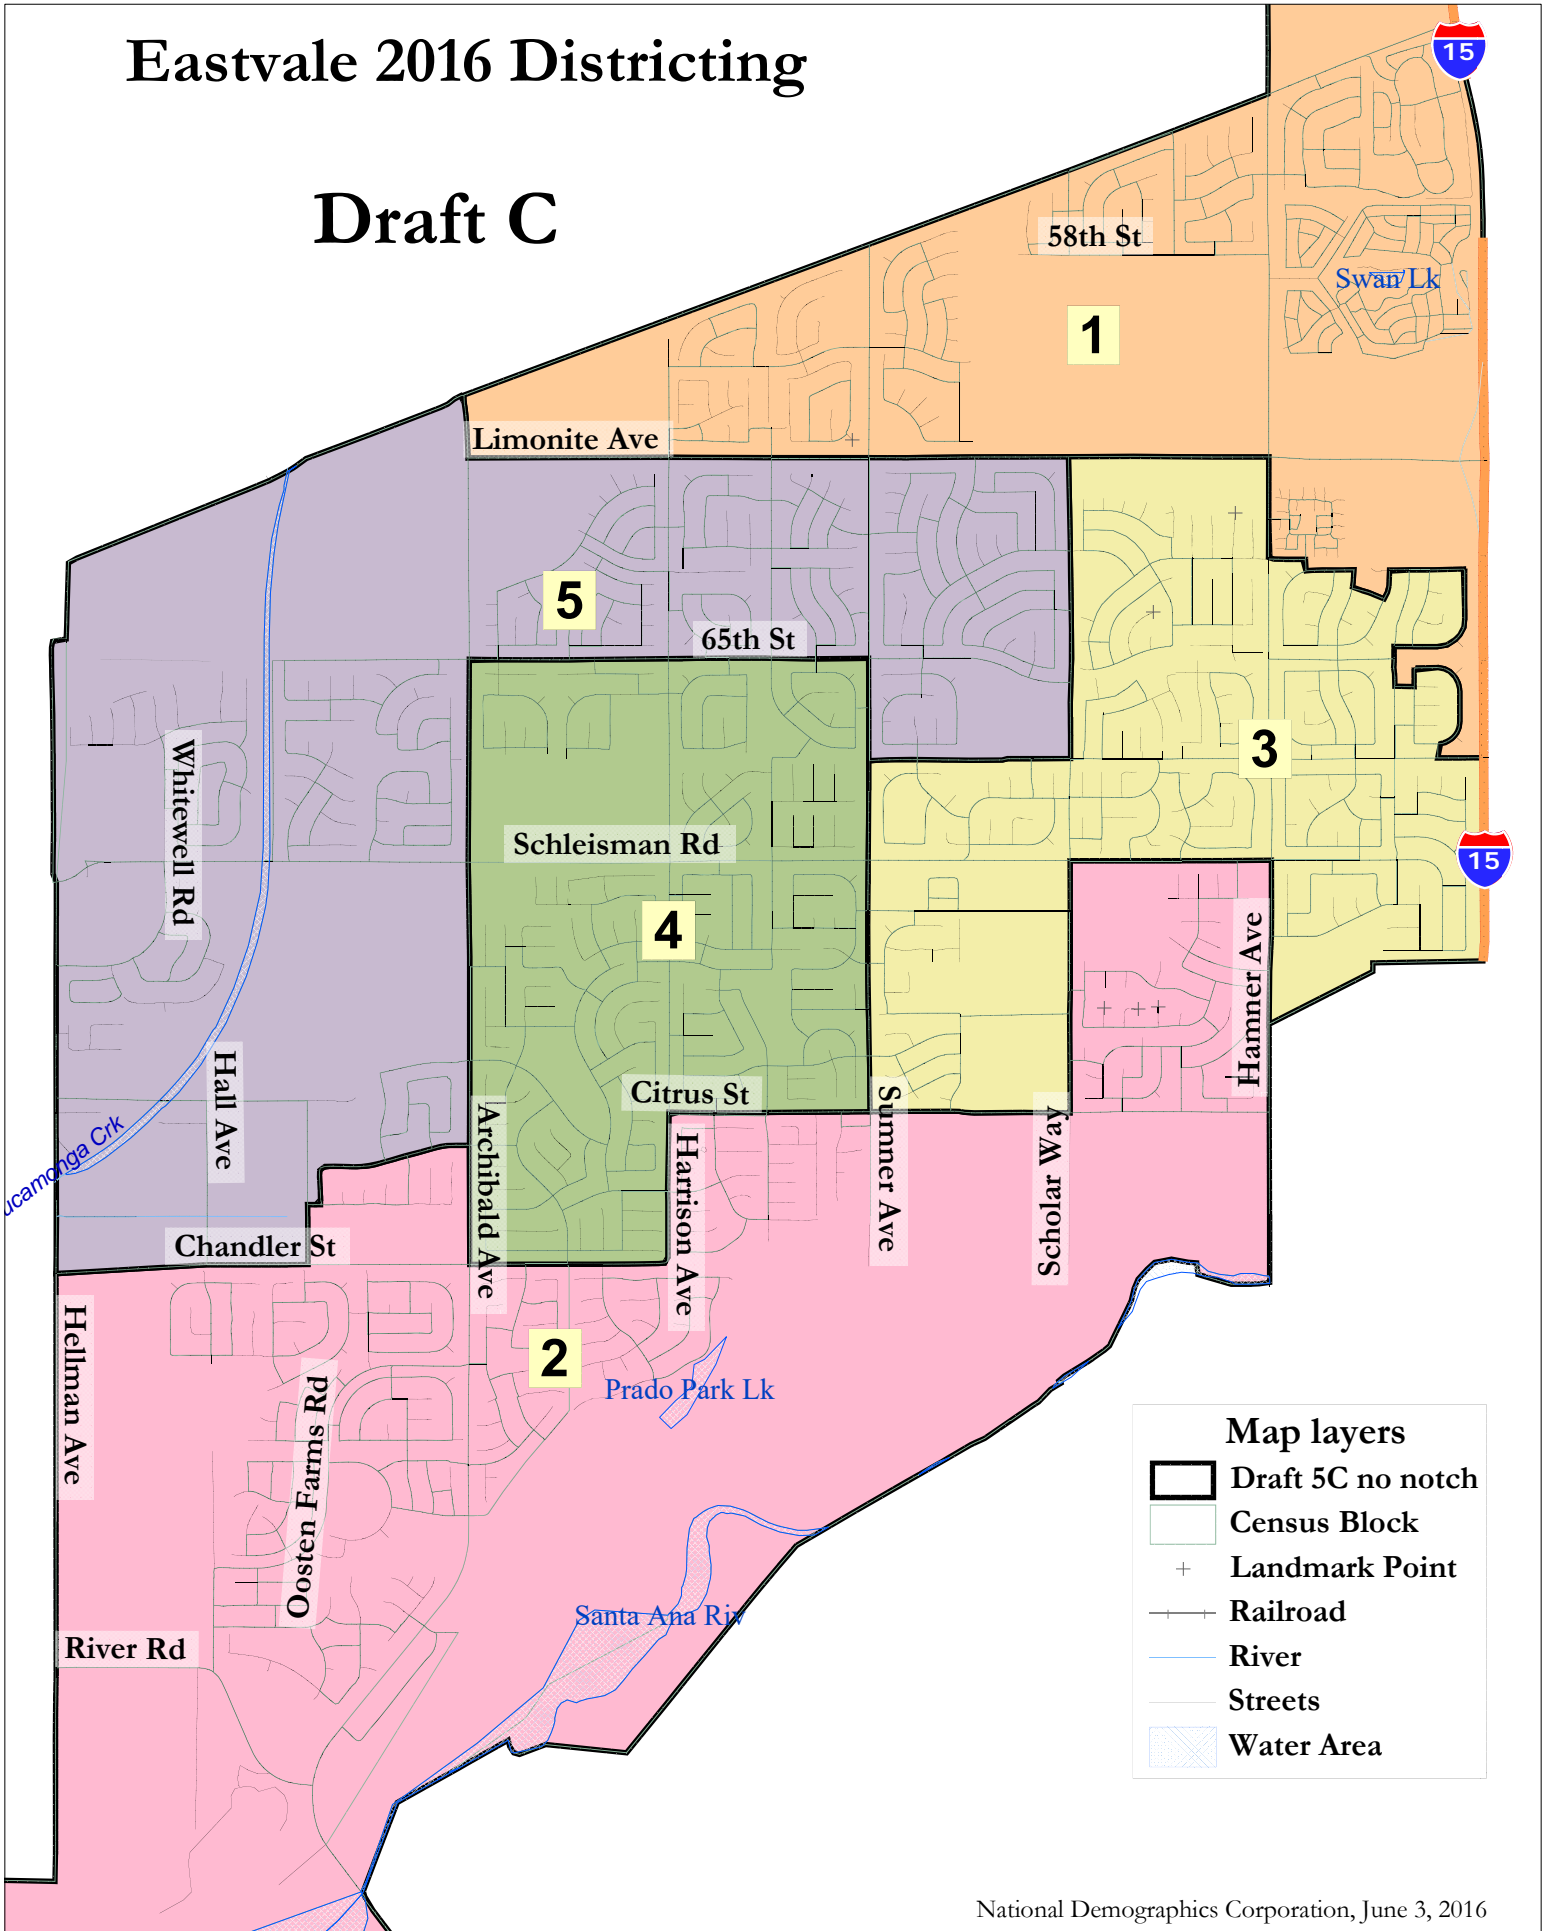 Eastvale 2016 Districting
15
Draft C
58th St
Swan Lk
1
Limonite Ave
5
65th St
3
Whitewell Rd
Schleisman Rd
15
4
Hamner Ave
Hall Ave
Citrus St
ucamonga Crk
Archibald Ave
Harrison Ave
Sumner Ave
Scholar Way
Chandler St
Hellman Ave
2
Prado Park Lk
Oosten Farms Rd
Santa Ana Riv
River Rd
Map layers
Draft 5C no notch
Census Block
Landmark Point
Railroad
River
Streets
Water Area
National Demographics Corporation, June 3, 2016